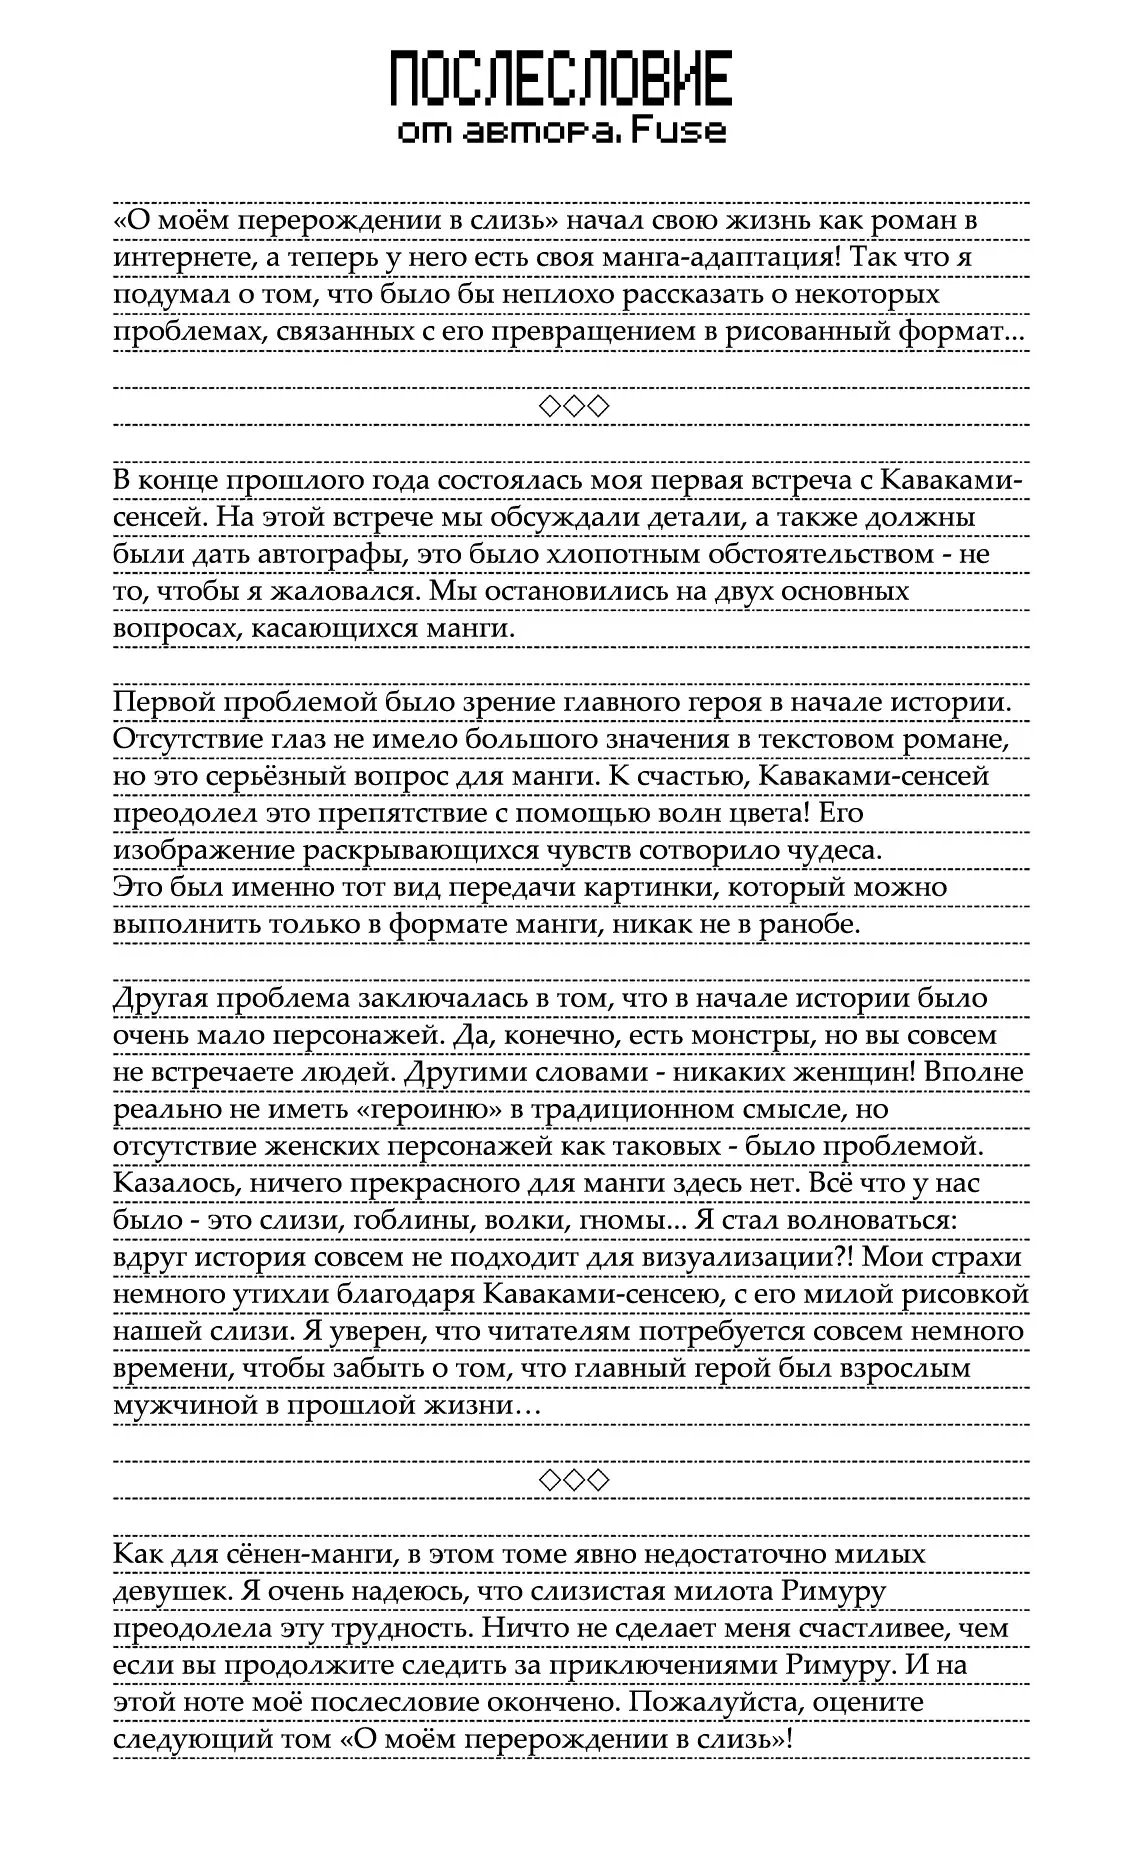 ПОСЛЕСЛОВИЕ
от автора, Fuse
«О моём перерождении в слизь» начал свою жизнь как роман в
интернете, а теперь у него есть своя манга-адаптация! Так что я
подумал о том, что было бы неплохо рассказать о некоторых
проблемах, связанных с его превращением в рисованный формат...
◇◇◇
В конце прошлого года состоялась моя первая встреча с Каваками-
сенсей. На этой встрече мы обсуждали детали, а также должны
были дать автографы, это было хлопотным обстоятельством - не
то, чтобы я жаловался. Мы остановились на двух основных
вопросах, касающихся манги.
Первой проблемой было зрение главного героя в начале истории.
Отсутствие глаз не имело большого значения в текстовом романе,
но это серьёзный вопрос для манги. К счастью, Каваками-сенсей
преодолел это препятствие с помощью волн цвета! Его
изображение раскрывающихся чувств сотворило чудеса.
Это был именно тот вид передачи картинки, который можно
выполнить только в формате манги, никак не в ранобе.
Другая проблема заключалась в том, что в начале истории было
очень мало персонажей. Да, конечно, есть монстры, но вы совсем
не встречаете людей. Другими словами - никаких женщин! Вполне
реально не иметь «героиню» в традиционном смысле, но
отсутствие женских персонажей как таковых - было проблемой.
Казалось, ничего прекрасного для манги здесь нет. Всё что у нас
было - это слизи, гоблины, волки, гномы... Я стал волноваться:
вдруг история совсем не подходит для визуализации?! Мои страхи
немного утихли благодаря Каваками-сенсею, с его милой рисовкой
нашей слизи. Я уверен, что читателям потребуется совсем немного
времени, чтобы забыть о том, что главный герой был взрослым
мужчиной в прошлой жизни…
◇◇◇
Как для сёнен-манги, в этом томе явно недостаточно милых
девушек. Я очень надеюсь, что слизистая милота Римуру
преодолела эту трудность. Ничто не сделает меня счастливее, чем
если вы продолжите следить за приключениями Римуру. И на
этой ноте моё послесловие окончено. Пожалуйста, оцените
следующий том «О моём перерождении в слизь»!